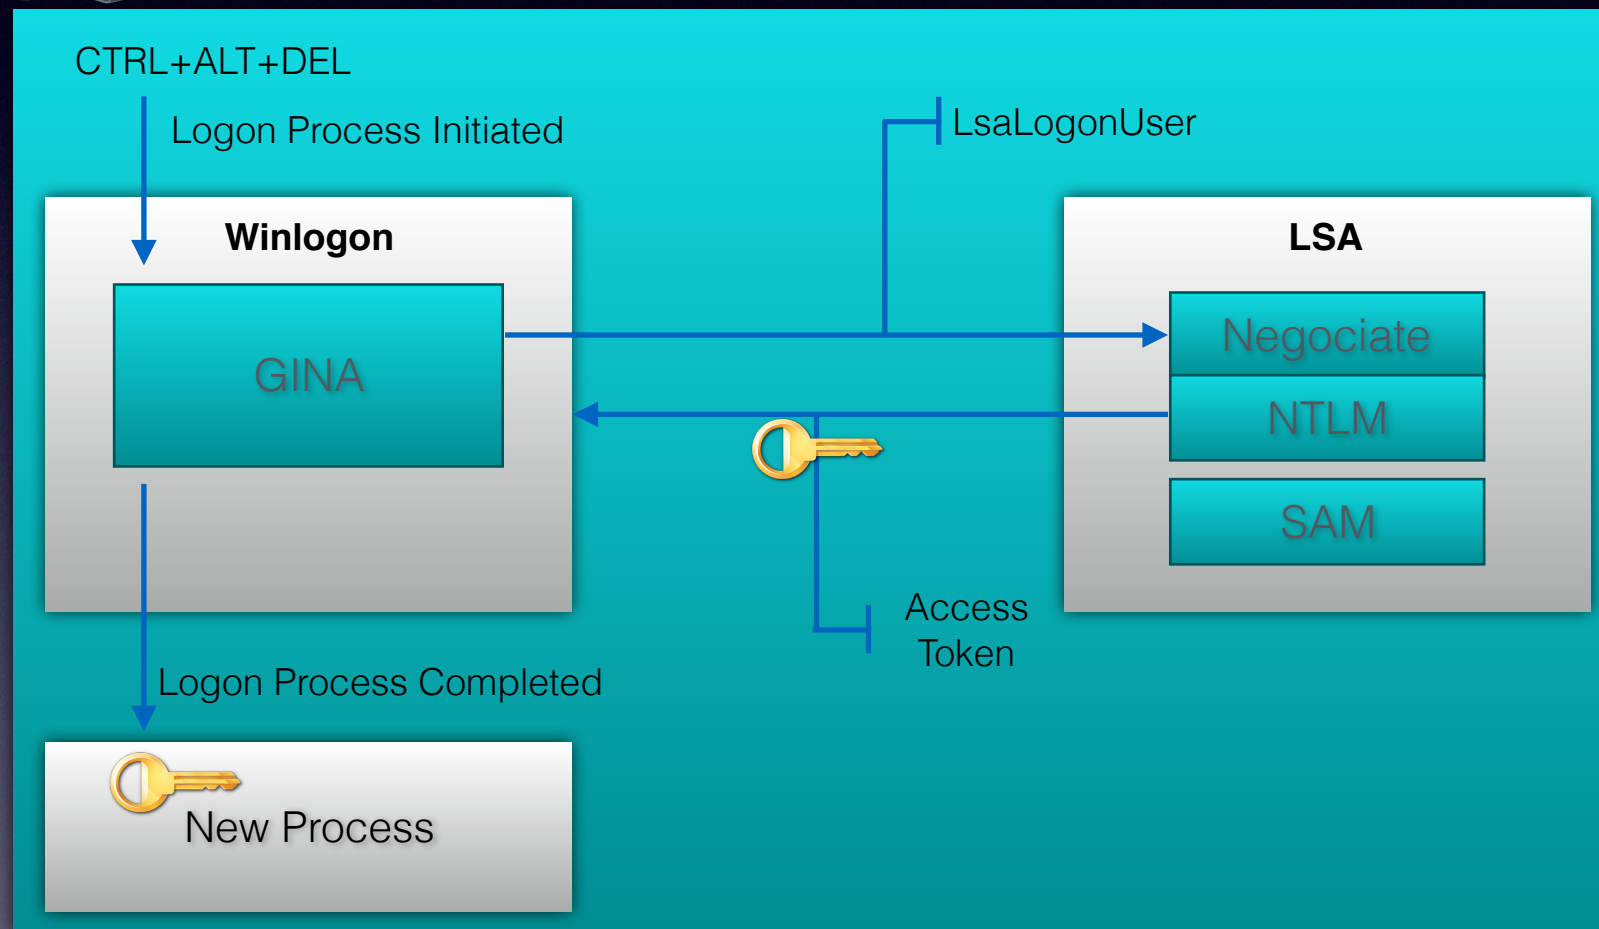 CTRL+ALT+DEL
Logon Process Initiated
LsaLogonUser
Winlogon
LSA
GINA
Negociate
NTLM
SAM
Access
Token
Logon Process Completed
New Process